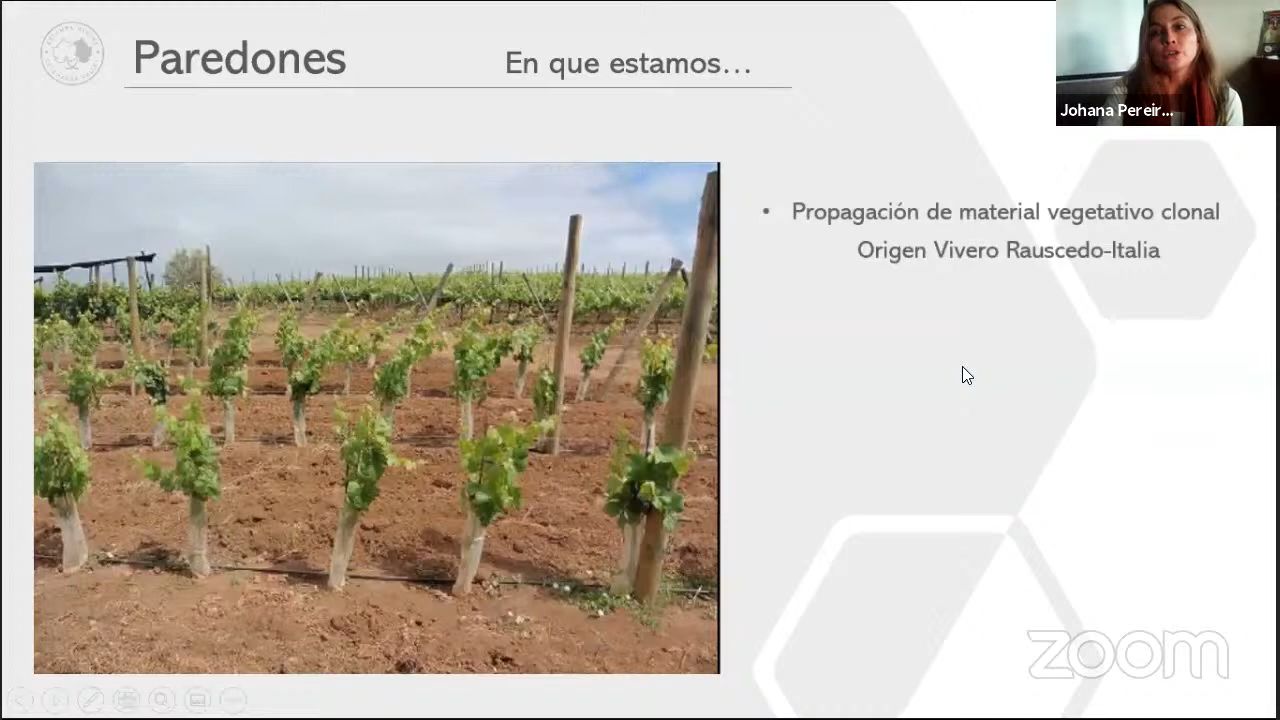 Paredones
En que estamos...
Johana Pereir...
• Propagación de material vegetativo clonal
Origen Vivero Rauscedo-Italia
zoom